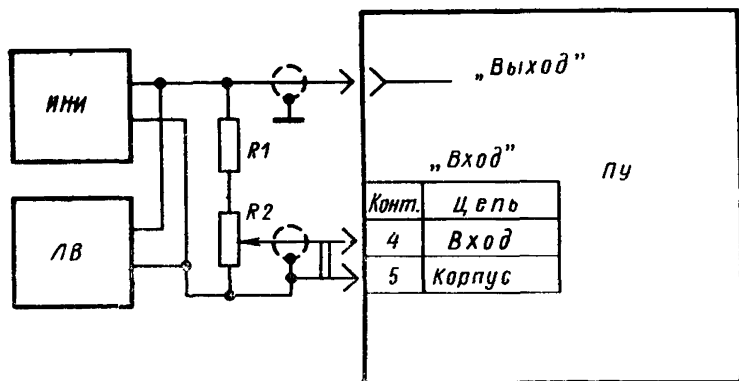 ИНИ
ЛВ
R1
R2
„Выход”
„Вход”
ПУ
Конт. Цепь
4 Вход
5 Корпус